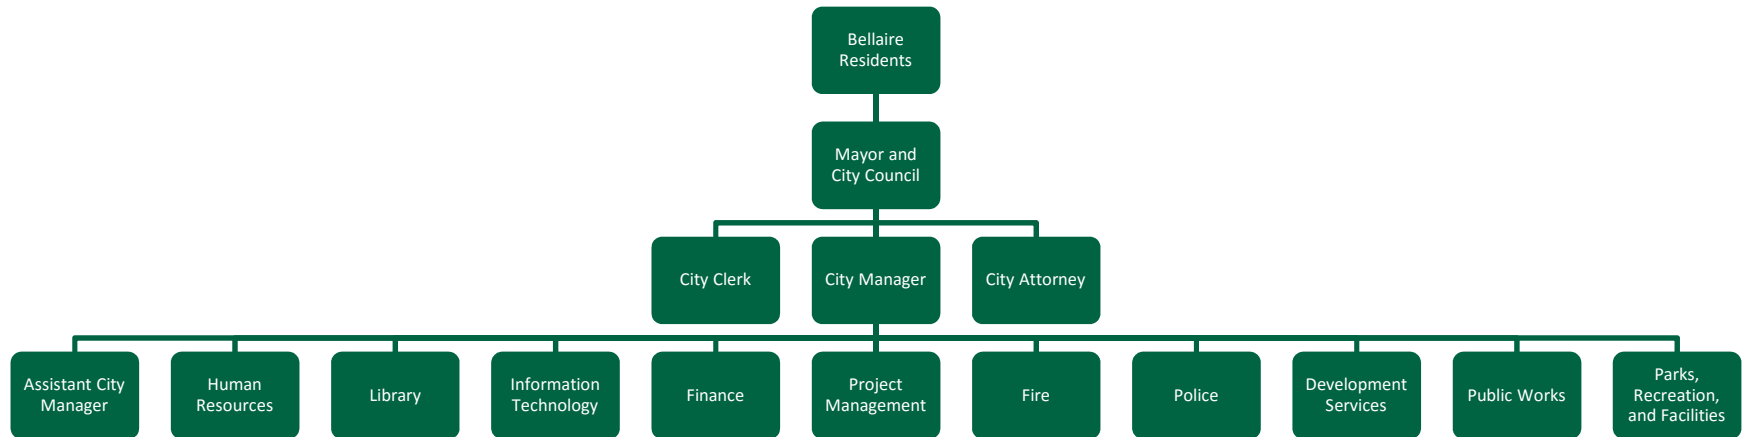 Bellaire
Residents
Mayor and
City Council
City Clerk
City Manager
City Attorney
Assistant City
Manager
Human
Resources
Library
Information
Technology
Finance
Project
Management
Fire
Police
Development
Services
Public Works
Parks,
Recreation,
and Facilities